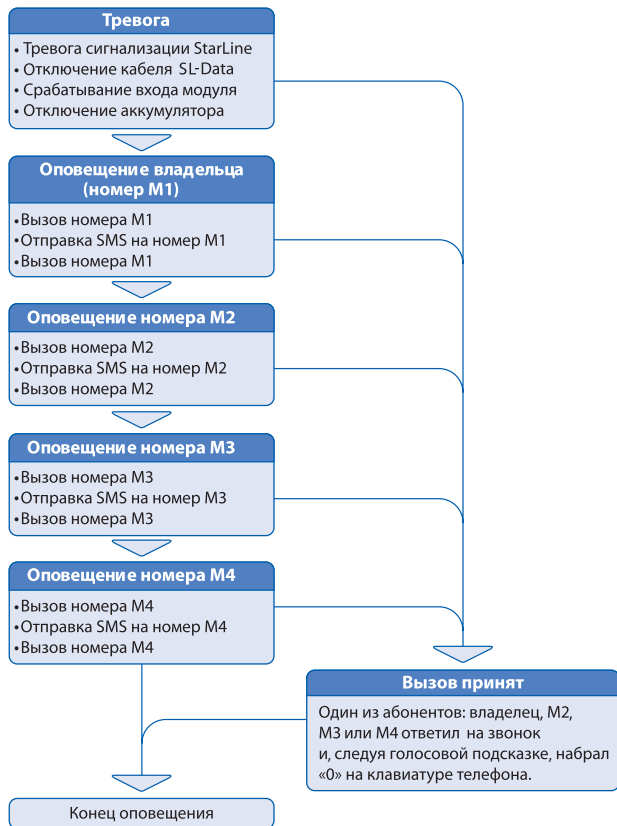 Тревога
• Тревога сигнализации StarLine
• Отключение кабеля SL-Data
• Срабатывание входа модуля
• Отключение аккумулятора
Оповещение владельца
(номер М1)
• Вызов номера М1
• Отправка SMS на номер М1
• Вызов номера М1
Оповещение номера М2
• Вызов номера М2
• Отправка SMS на номер М2
• Вызов номера М2
Оповещение номера М3
• Вызов номера М3
• Отправка SMS на номер М3
• Вызов номера М3
Оповещение номера М4
• Вызов номера М4
• Отправка SMS на номер М4
• Вызов номера М4
Вызов принят
Один из абонентов: владелец, М2,
М3 или М4 ответил на звонок
и, следуя голосовой подсказке, набрал
«0» на клавиатуре телефона.
Конец оповещения